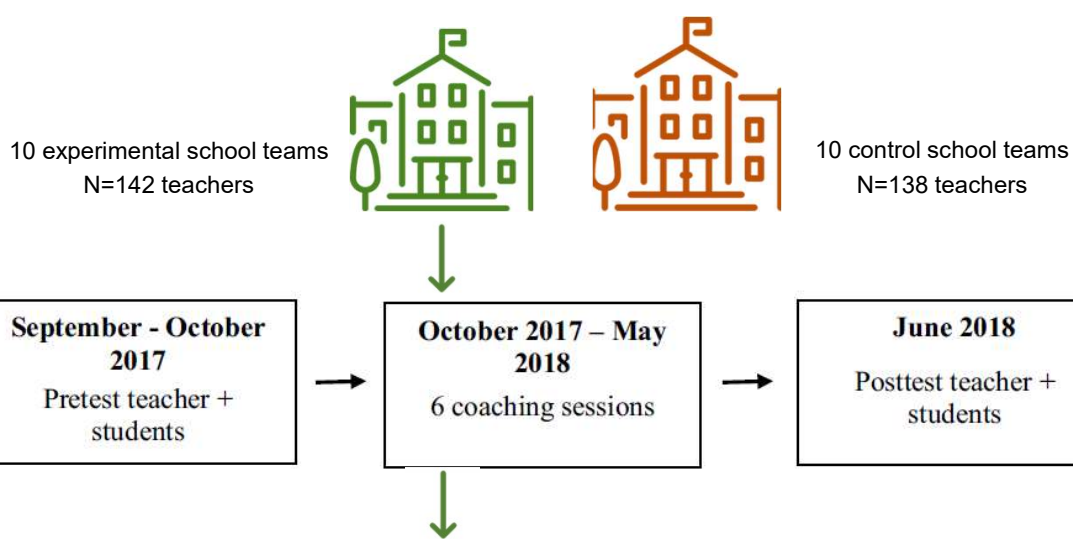 10 experimental school teams
N=142 teachers
10 control school teams
N=138 teachers
September - October
2017
Pretest teacher +
students
October 2017 – May
2018
6 coaching sessions
June 2018
Posttest teacher +
students